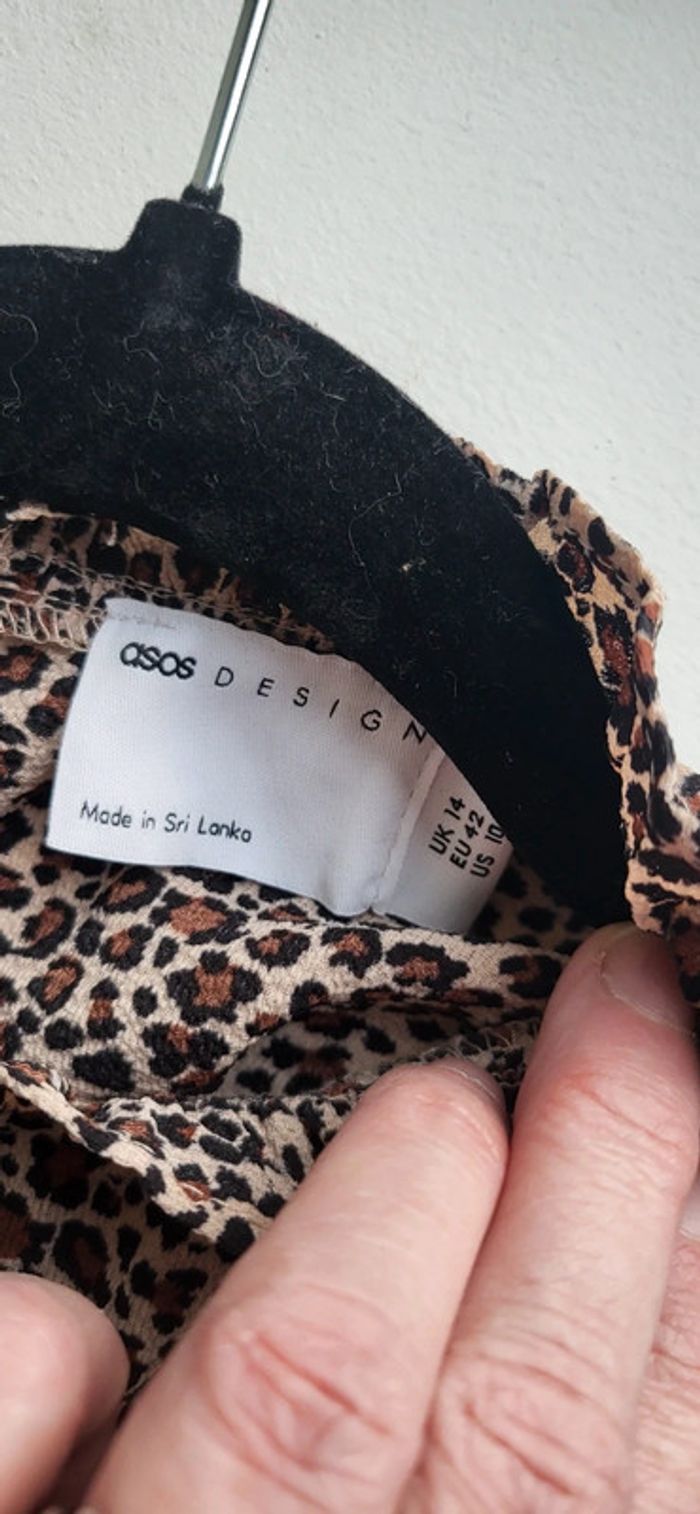 asos DESIGN
Made in Sri Lanka
UK 14
EU 42
US 10